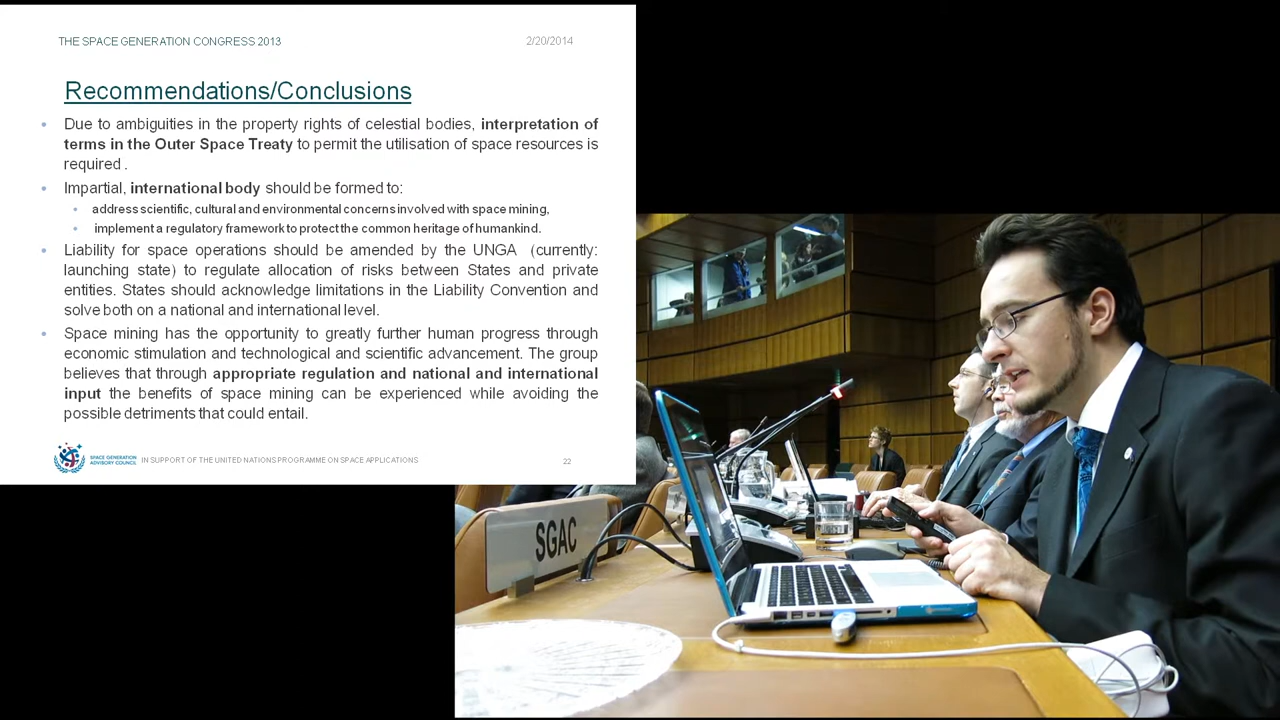 THE SPACE GENERATION CONGRESS 2013
2/20/2014
Recommendations/Conclusions
• Due to ambiguities in the property rights of celestial bodies, interpretation of
terms in the Outer Space Treaty to permit the utilisation of space resources is
required .
• Impartial, international body should be formed to:
• address scientific, cultural and environmental concerns involved with space mining,
• implement a regulatory framework to protect the common heritage of humankind.
• Liability for space operations should be amended by the UNGA (currently:
launching state) to regulate allocation of risks between States and private
entities. States should acknowledge limitations in the Liability Convention and
solve both on a national and international level.
• Space mining has the opportunity to greatly further human progress through
economic stimulation and technological and scientific advancement. The group
believes that through appropriate regulation and national and international
input the benefits of space mining can be experienced while avoiding the
possible detriments that could entail.
SPACE GENERATION
ADVISORY COUNCIL
IN SUPPORT OF THE UNITED NATIONS PROGRAMME ON SPACE APPLICATIONS
22
SGAC